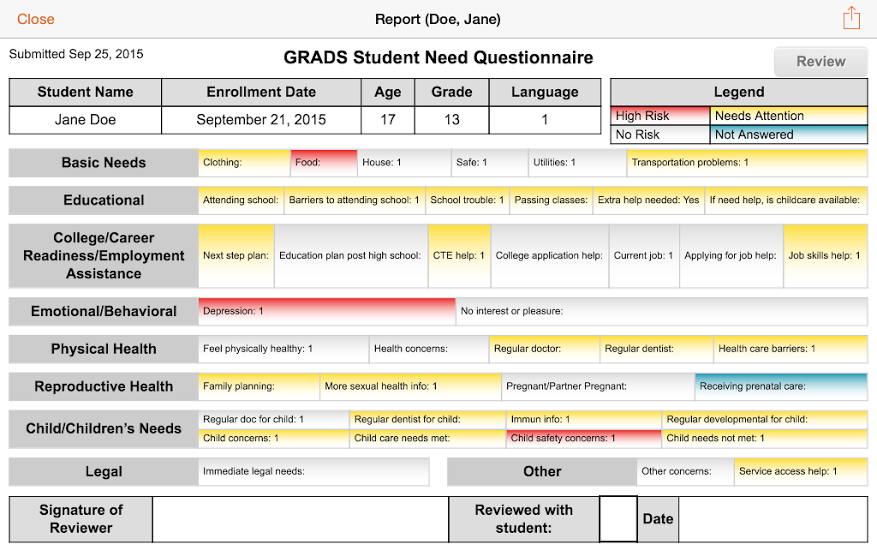 Close
Report (Doe, Jane)
Submitted Sep 25, 2015
GRADS Student Need Questionnaire
Review
Student Name Enrollment Date Age Grade Language
Jane Doe September 21, 2015 17 13 1
Legend
High Risk Needs Attention
No Risk Not Answered
Basic Needs Clothing: Food: House: 1 Safe: 1 Utilities: 1 Transportation problems: 1
Educational Attending school: Barriers to attending school: 1 School trouble: 1 Passing classes: Extra help needed: Yes If need help, is childcare available:
College/Career
Readiness/Employment
Assistance
Next step plan: Education plan post high school: CTE help: 1 College application help: Current job: 1 Applying for job help: Job skills help: 1
Emotional/Behavioral Depression: 1 No interest or pleasure:
Physical Health Feel physically healthy: 1 Health concerns: Regular doctor: Regular dentist: Health care barriers: 1
Reproductive Health Family planning: More sexual health info: 1 Pregnant/Partner Pregnant: Receiving prenatal care:
Child/Children's Needs
Regular doc for child: 1 Regular dentist for child: Immun info: 1 Regular developmental for child:
Child concerns: 1 Child care needs met: Child safety concerns: 1 Child needs not met: 1
Legal Immediate legal needs: Other Other concerns: Service access help: 1
Signature of
Reviewer
Reviewed with
student:
Date